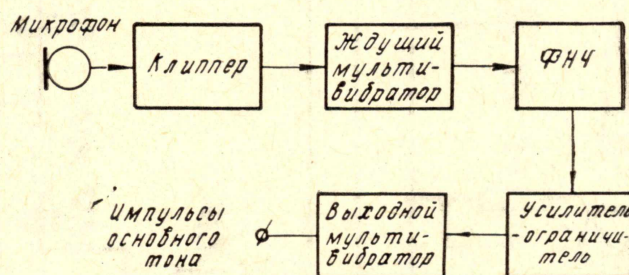 Микрофон
Клиппер
Ждущий
мульти-
вибратор
ФНЧ
Усилитель
-ограничи-
тель
Выходной
мульти-
вибратор
Импульсы
основного
тона